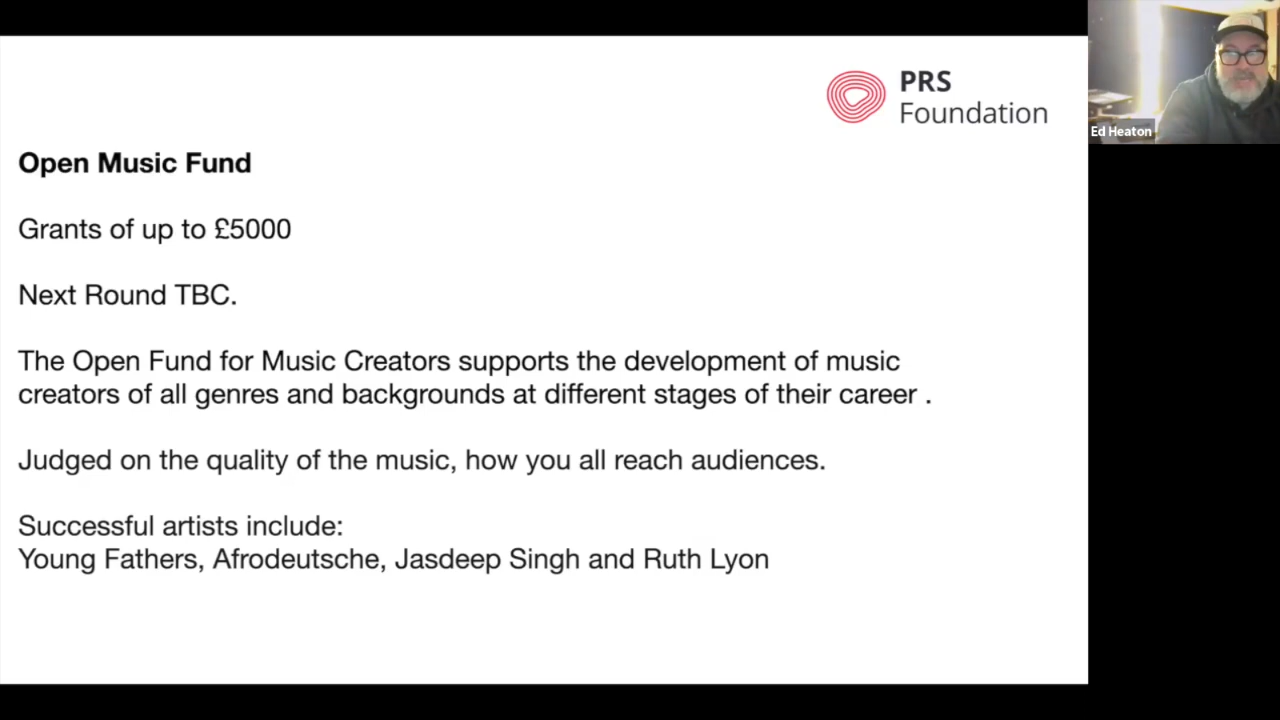 PRS
Foundation
Ed Heaton
Open Music Fund
Grants of up to £5000
Next Round TBC.
The Open Fund for Music Creators supports the development of music
creators of all genres and backgrounds at different stages of their career .
Judged on the quality of the music, how you all reach audiences.
Successful artists include:
Young Fathers, Afrodeutsche, Jasdeep Singh and Ruth Lyon